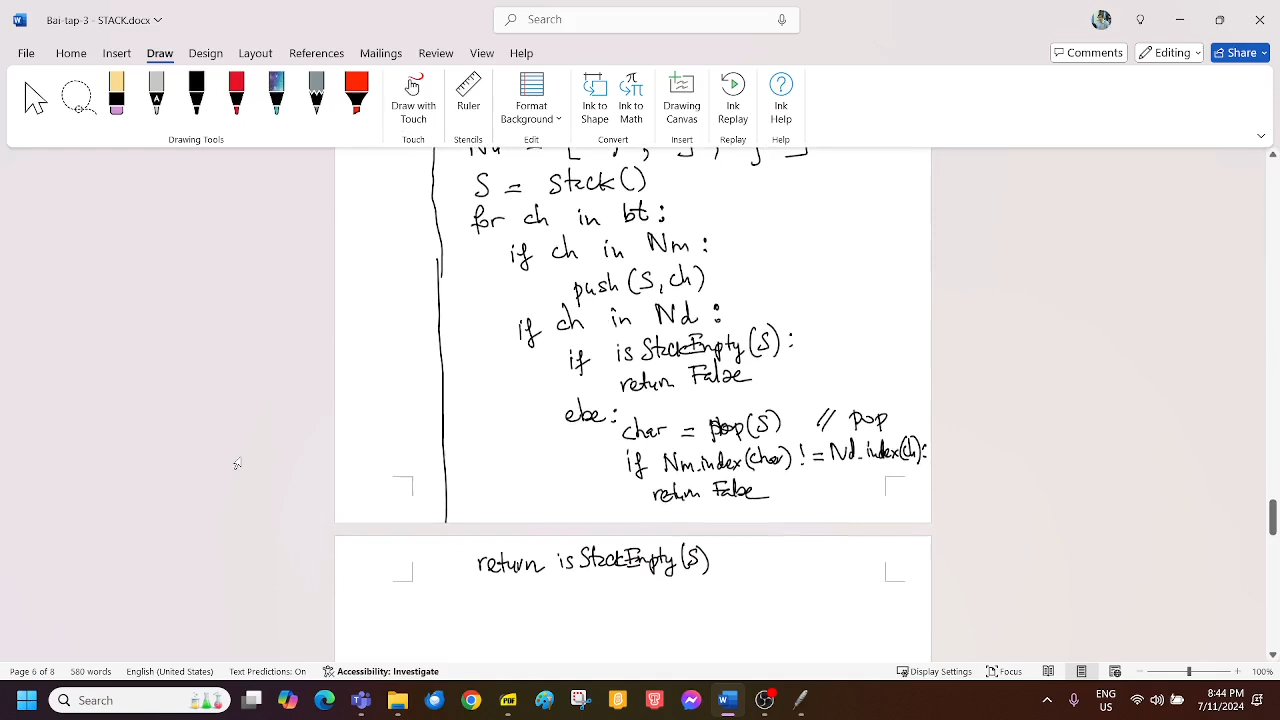 Bai-tap-3 - STACK.docx
Search
File Home Insert Draw Design Layout References Mailings Review View Help
Comments Editing Share
Draw with Touch
Ruler
Format Background
Ink to Shape
Ink to Math
Drawing Canvas
Ink Replay
Ink Help
Drawing Tools Touch Stencils Edit Convert Insert Replay Help
S = Stack()
for ch in bt:
if ch in Nm:
push(S, ch)
if ch in Nd:
if isStackEmpty(S):
return False
else:
char = pop(S) // pop
if Nm.index(char) != Nd.index(ch):
return False
return isStackEmpty(S)
Page 6 of 8 580 words English (United States) Text Predictions: On Accessibility: Investigate Display Settings Focus 100%
Search
PDF
ENG
US
8:44 PM
7/11/2024